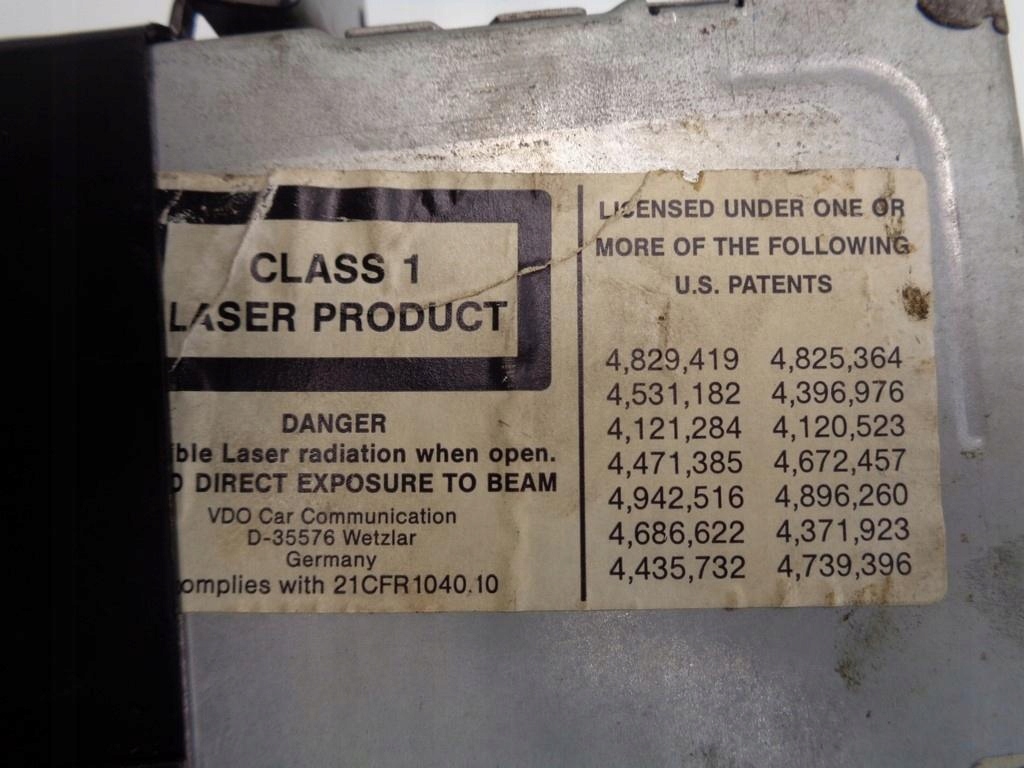 CLASS 1
LASER PRODUCT
DANGER
ible Laser radiation when open.
DIRECT EXPOSURE TO BEAM
VDO Car Communication
D-35576 Wetzlar
Germany
omplies with 21CFR1040.10
LICENSED UNDER ONE OR
MORE OF THE FOLLOWING
U.S. PATENTS
4,829,419 4,825,364
4,531,182 4,396,976
4,121,284 4,120,523
4,471,385 4,672,457
4,942,516 4,896,260
4,686,622 4,371,923
4,435,732 4,739,396